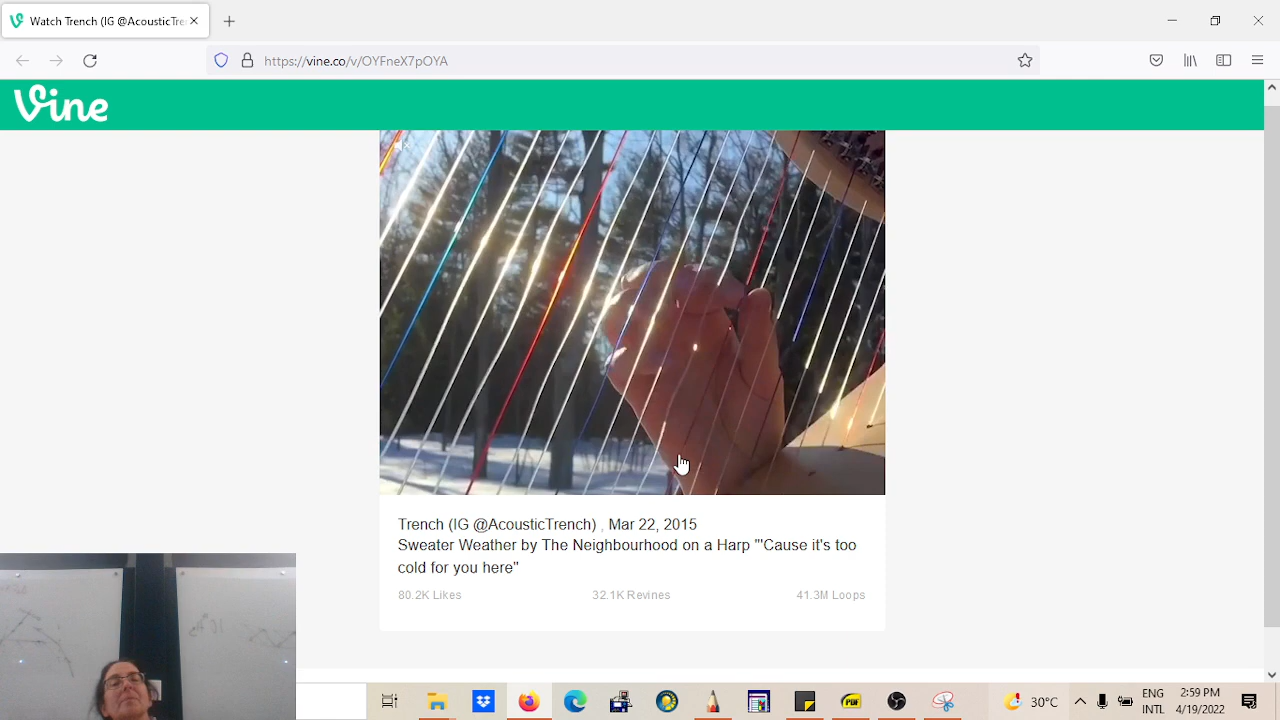 Watch Trench (IG @AcousticTre
https://vine.co/v/OYFneX7pOYA
Vine
Trench (IG @AcousticTrench) , Mar 22, 2015
Sweater Weather by The Neighbourhood on a Harp "'Cause it's too
cold for you here"
80.2K Likes
32.1K Revines
41.3M Loops
PDF
30°C
ENG
INTL
2:59 PM
4/19/2022